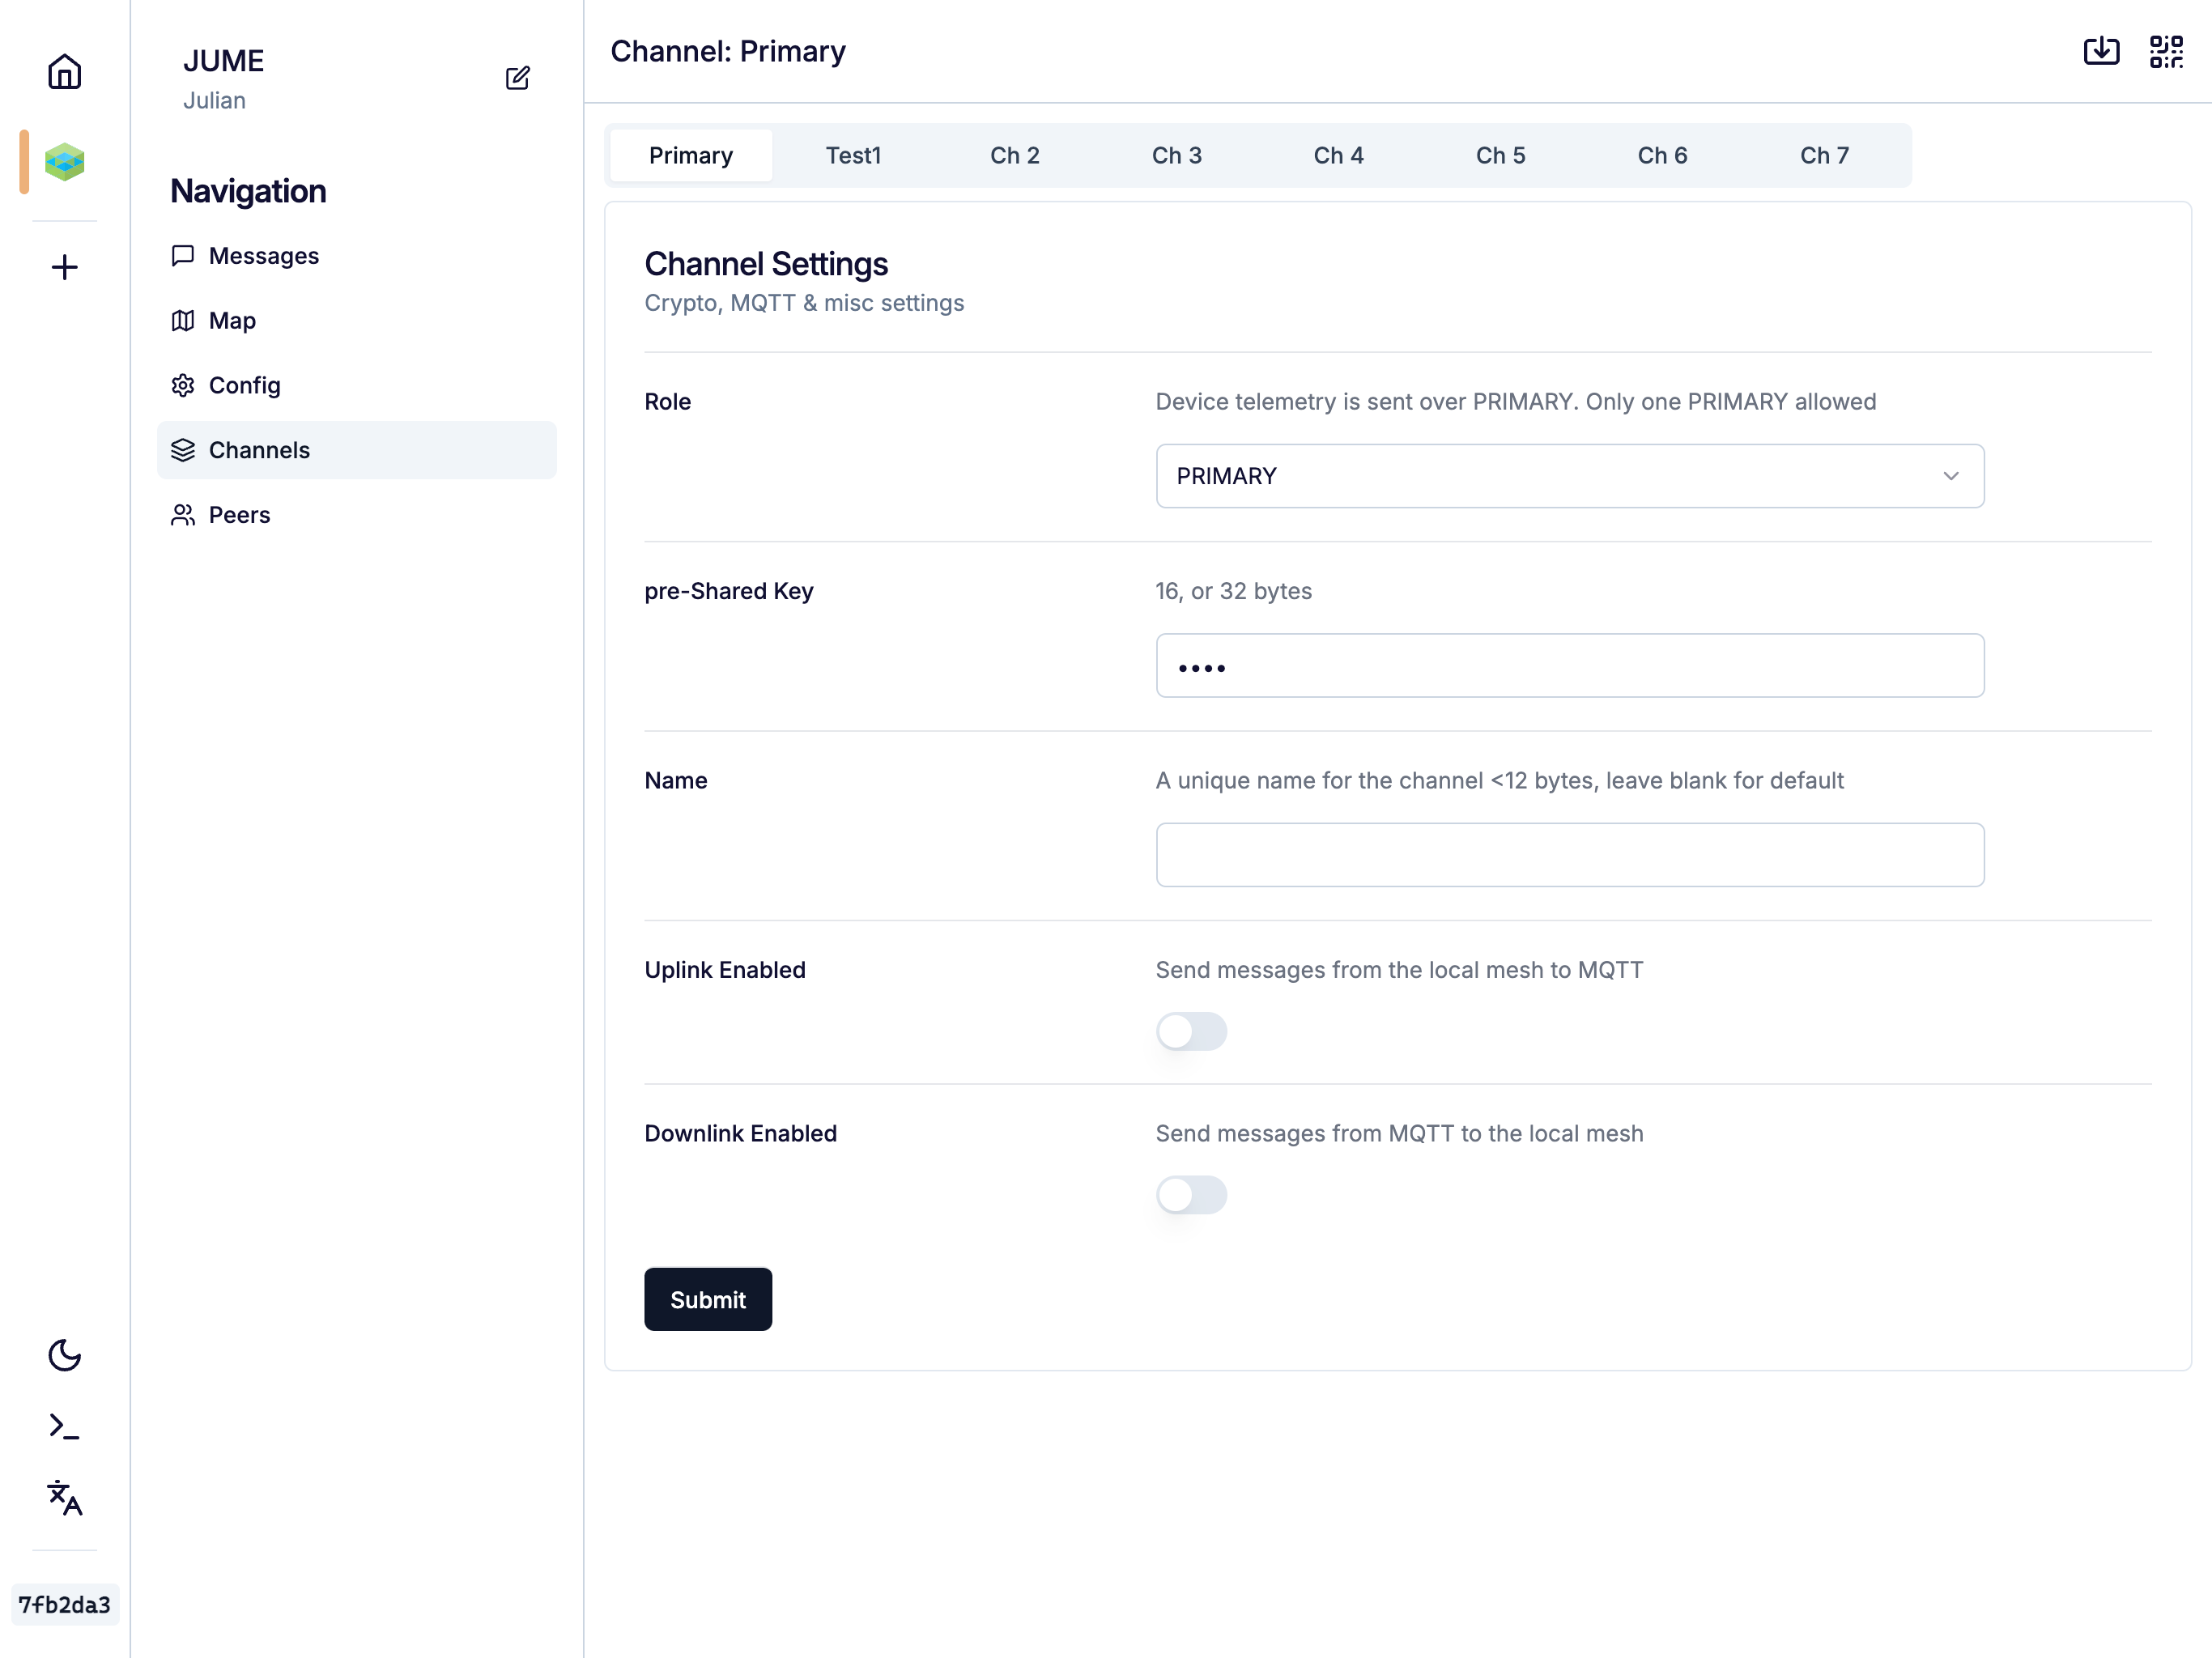 JUME
Julian
Navigation
Messages
Map
Config
Channels
Peers
7fb2da3
Channel: Primary
Primary Test1 Ch 2 Ch 3 Ch 4 Ch 5 Ch 6 Ch 7
Channel Settings
Crypto, MQTT & misc settings
Role
Device telemetry is sent over PRIMARY. Only one PRIMARY allowed
PRIMARY
pre-Shared Key
16, or 32 bytes
••••
Name
A unique name for the channel <12 bytes, leave blank for default
Uplink Enabled
Send messages from the local mesh to MQTT
Downlink Enabled
Send messages from MQTT to the local mesh
Submit